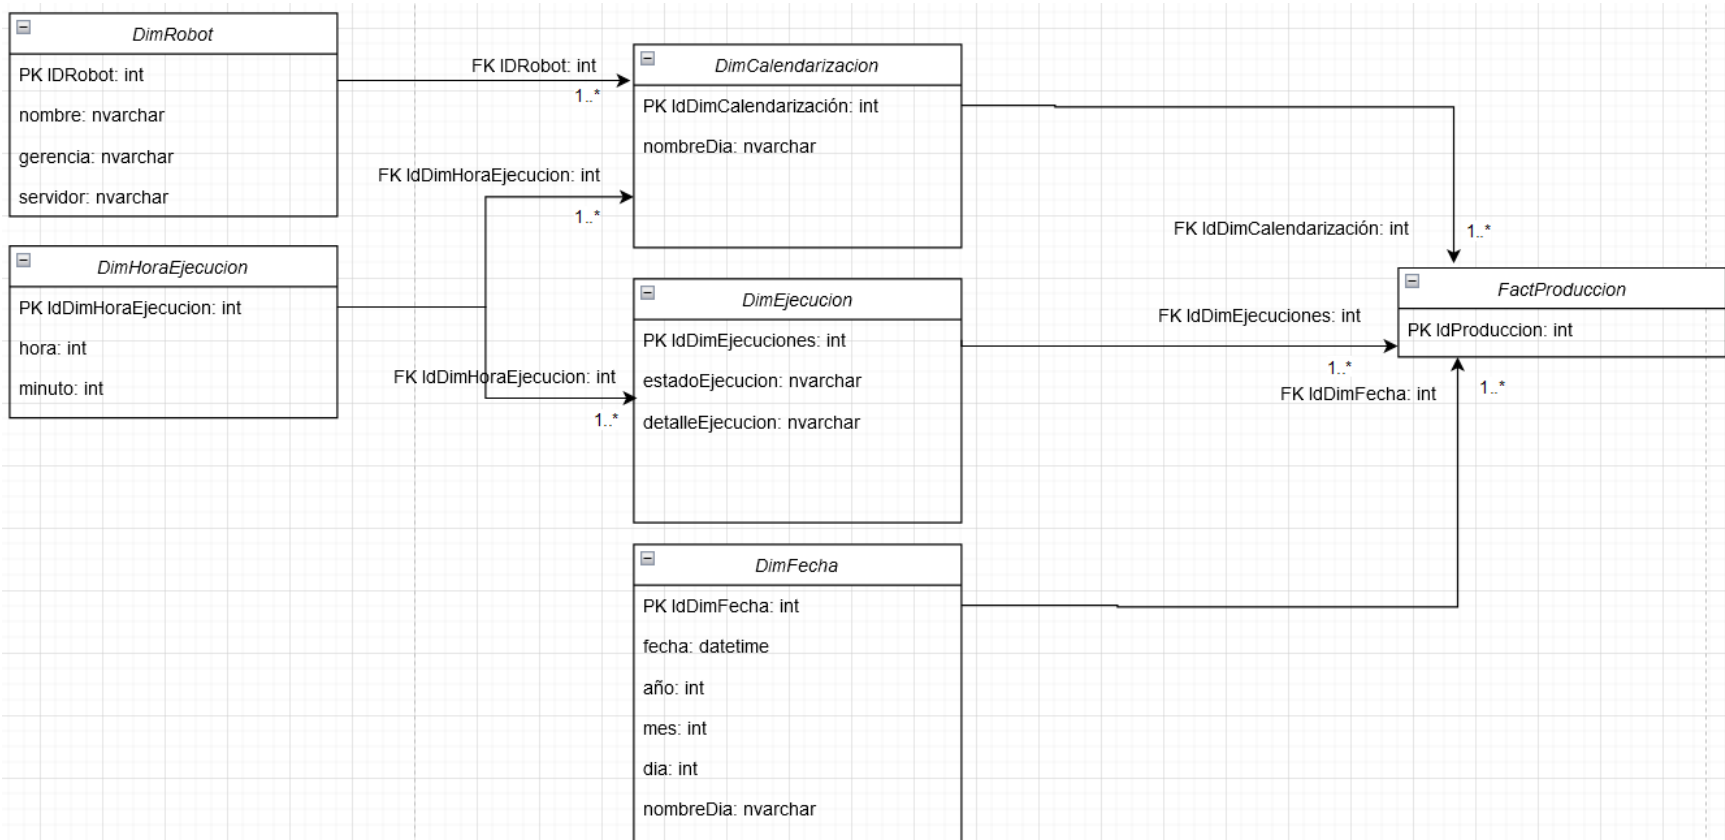 DimRobot
PK IDRobot: int
nombre: nvarchar
gerencia: nvarchar
servidor: nvarchar
DimHoraEjecucion
PK IdDimHoraEjecucion: int
hora: int
minuto: int
FK IDRobot: int
1..*
FK IdDimHoraEjecucion: int
1..*
FK IdDimHoraEjecucion: int
1..*
DimCalendarizacion
PK IdDimCalendarización: int
nombreDia: nvarchar
DimEjecucion
PK IdDimEjecuciones: int
estadoEjecucion: nvarchar
detalleEjecucion: nvarchar
DimFecha
PK IdDimFecha: int
fecha: datetime
año: int
mes: int
dia: int
nombreDia: nvarchar
FK IdDimCalendarización: int
1..*
FK IdDimEjecuciones: int
1..*
FK IdDimFecha: int
1..*
FactProduccion
PK IdProduccion: int